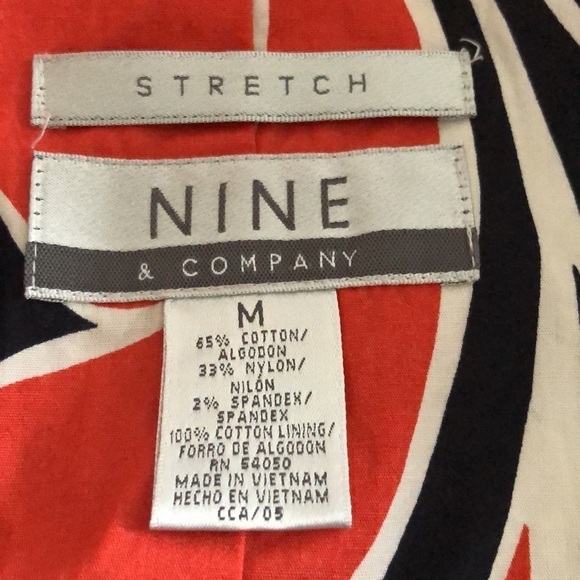 STRETCH
NINE
& COMPANY
M
65% COTTON/
ALGODON
33% NYLON/
NILÓN
2% SPANDEX/
SPANDEX
100% COTTON LINING/
FORRO DE ALGODON
RN 54050
MADE IN VIETNAM
HECHO EN VIETNAM
CCA/05